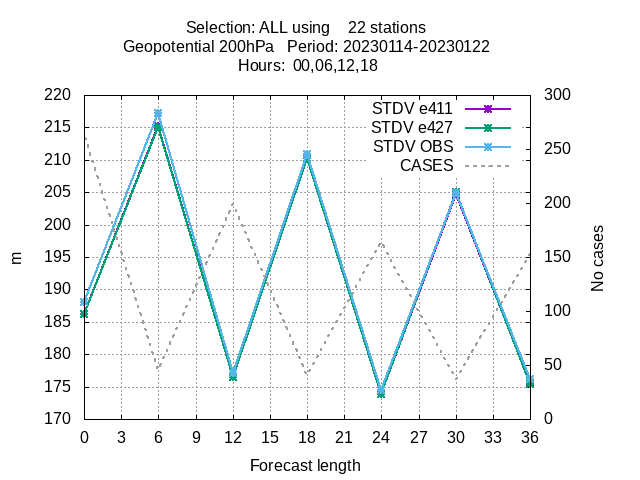 Selection: ALL using 22 stations
Geopotential 200hPa Period: 20230114-20230122
Hours: 00,06,12,18
STDV e411
STDV e427
STDV OBS
CASES
220
215
210
205
200
195
190
185
180
175
170
m
300
250
200
150
100
50
0
No cases
0 3 6 9 12 15 18 21 24 27 30 33 36
Forecast length